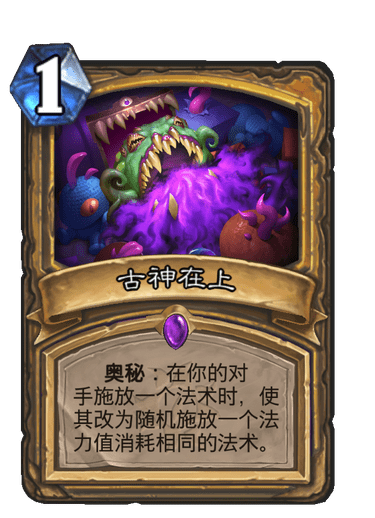 1
古神在上
奥秘：在你的对
手施放一个法术时，使
其改为随机施放一个法
力值消耗相同的法术。